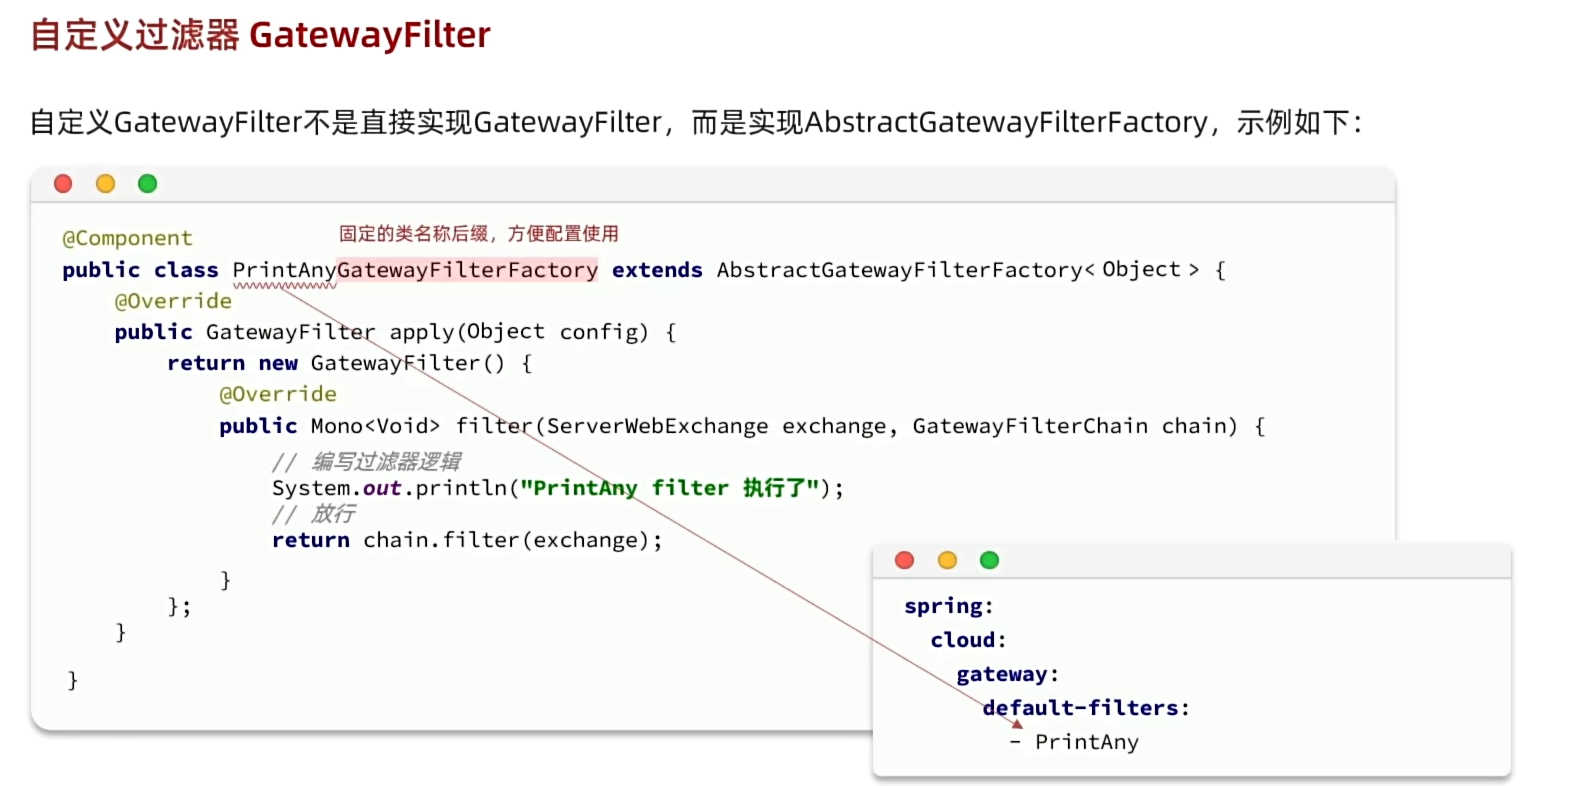 自定义过滤器 GatewayFilter
自定义GatewayFilter不是直接实现GatewayFilter，而是实现AbstractGatewayFilterFactory，示例如下：
固定的类名称后缀，方便配置使用
@Component
public class PrintAnyGatewayFilterFactory extends AbstractGatewayFilterFactory<Object> {
@Override
public GatewayFilter apply(Object config) {
return new GatewayFilter() {
@Override
public Mono<Void> filter(ServerWebExchange exchange, GatewayFilterChain chain) {
// 编写过滤器逻辑
System.out.println("PrintAny filter 执行了");
// 放行
return chain.filter(exchange);
}
};
}
}
spring:
cloud:
gateway:
default-filters:
- PrintAny